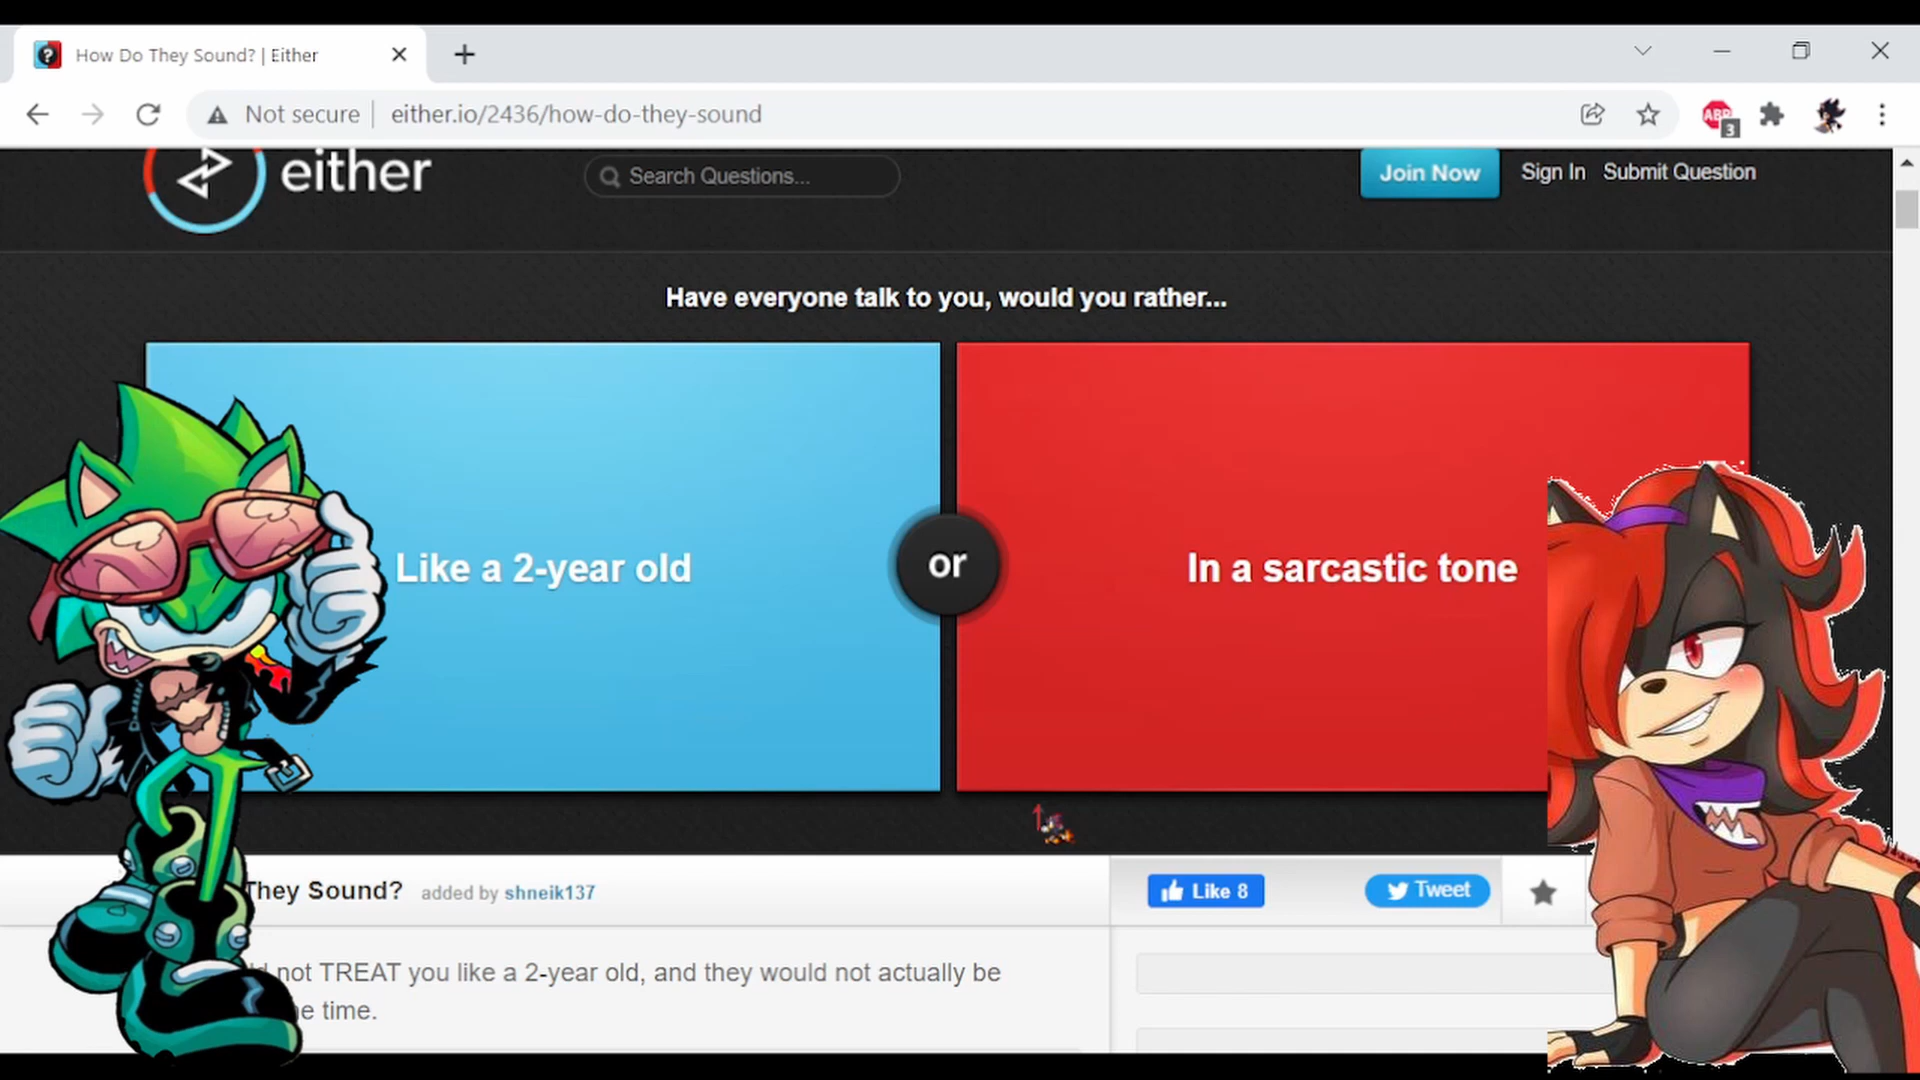 How Do They Sound? | Either
Not secure
either.io/2436/how-do-they-sound
ABP
3
either
Search Questions...
Join Now
Sign In
Submit Question
Have everyone talk to you, would you rather...
Like a 2-year old
or
In a sarcastic tone
They Sound? added by shneik137
Like 8
Tweet
not TREAT you like a 2-year old, and they would not actually be
time.